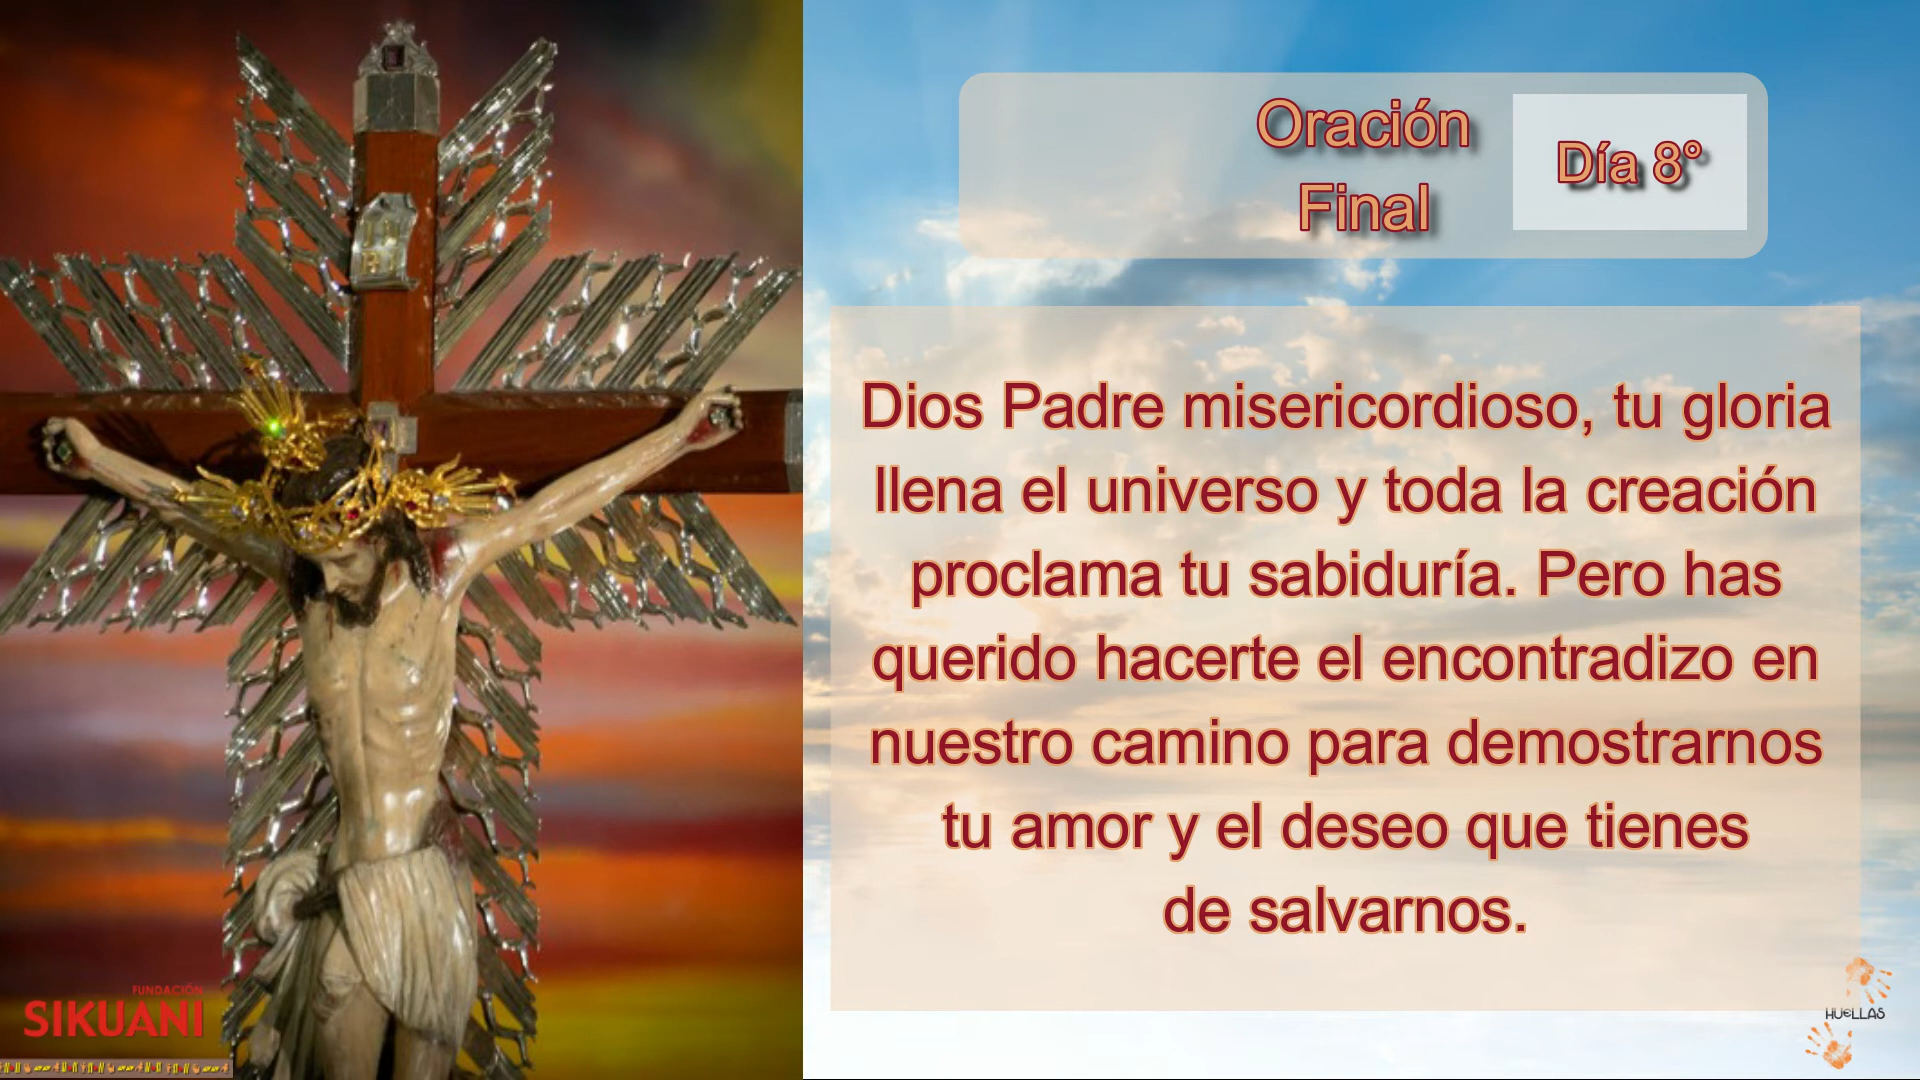 Oración
Final
Día 8°
Dios Padre misericordioso, tu gloria
llena el universo y toda la creación
proclama tu sabiduría. Pero has
querido hacerte el encontradizo en
nuestro camino para demostrarnos
tu amor y el deseo que tienes
de salvarnos.
FUNDACIÓN
SIKUANI
HUELLAS